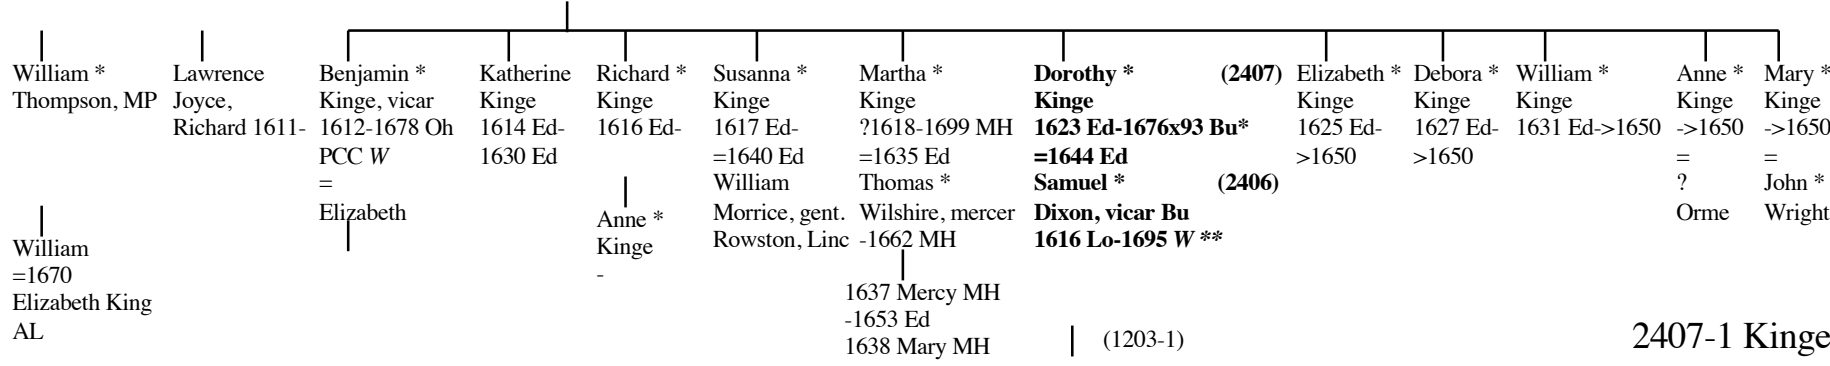 William *
Thompson, MP
William
=1670
Elizabeth King
AL
Lawrence
Joyce,
Richard 1611-
Benjamin *
Kinge, vicar
1612-1678 Oh
PCC W
=
Elizabeth
Katherine
Kinge
1614 Ed-
1630 Ed
Richard *
Kinge
1616 Ed-
Anne *
Kinge
-
Susanna *
Kinge
1617 Ed-
=1640 Ed
William
Morrice, gent.
Rowston, Linc
Martha *
Kinge
?1618-1699 MH
=1635 Ed
Thomas *
Wilshire, mercer
-1662 MH
1637 Mercy MH
-1653 Ed
1638 Mary MH
Dorothy * (2407)
Kinge
1623 Ed-1676x93 Bu*
=1644 Ed
Samuel * (2406)
Dixon, vicar Bu
1616 Lo-1695 W **
(1203-1)
Elizabeth *
Kinge
1625 Ed-
>1650
Debora *
Kinge
1627 Ed-
>1650
William *
Kinge
1631 Ed->1650
Anne *
Kinge
->1650
=
?
Orme
Mary *
Kinge
->1650
=
John *
Wright
2407-1 Kinge